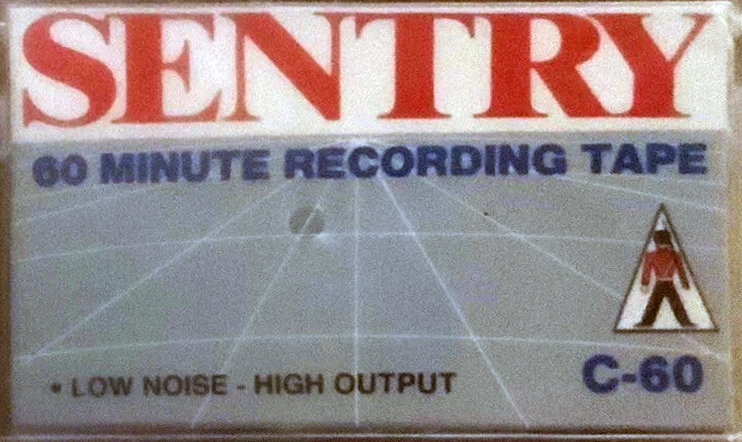 SENTRY
60 MINUTE RECORDING TAPE
• LOW NOISE - HIGH OUTPUT
C-60